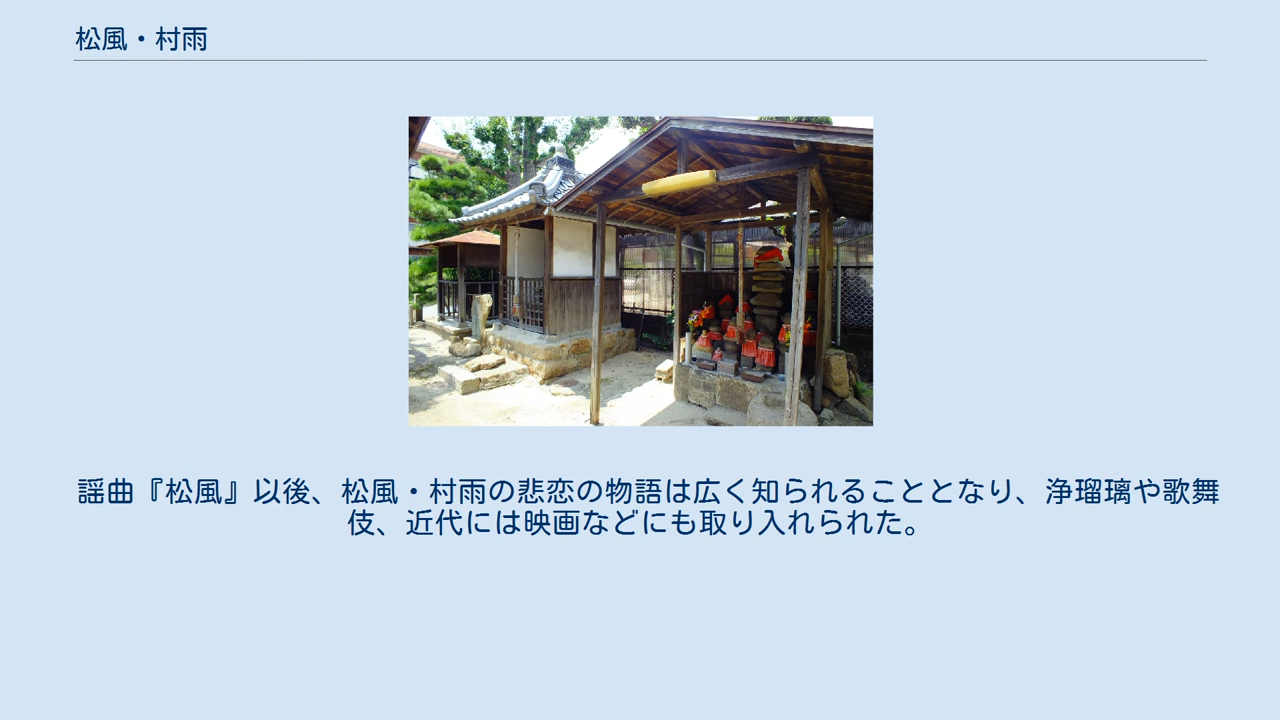 松風・村雨
謡曲『松風』以後、松風・村雨の悲恋の物語は広く知られることとなり、浄瑠璃や歌舞
伎、近代には映画などにも取り入れられた。